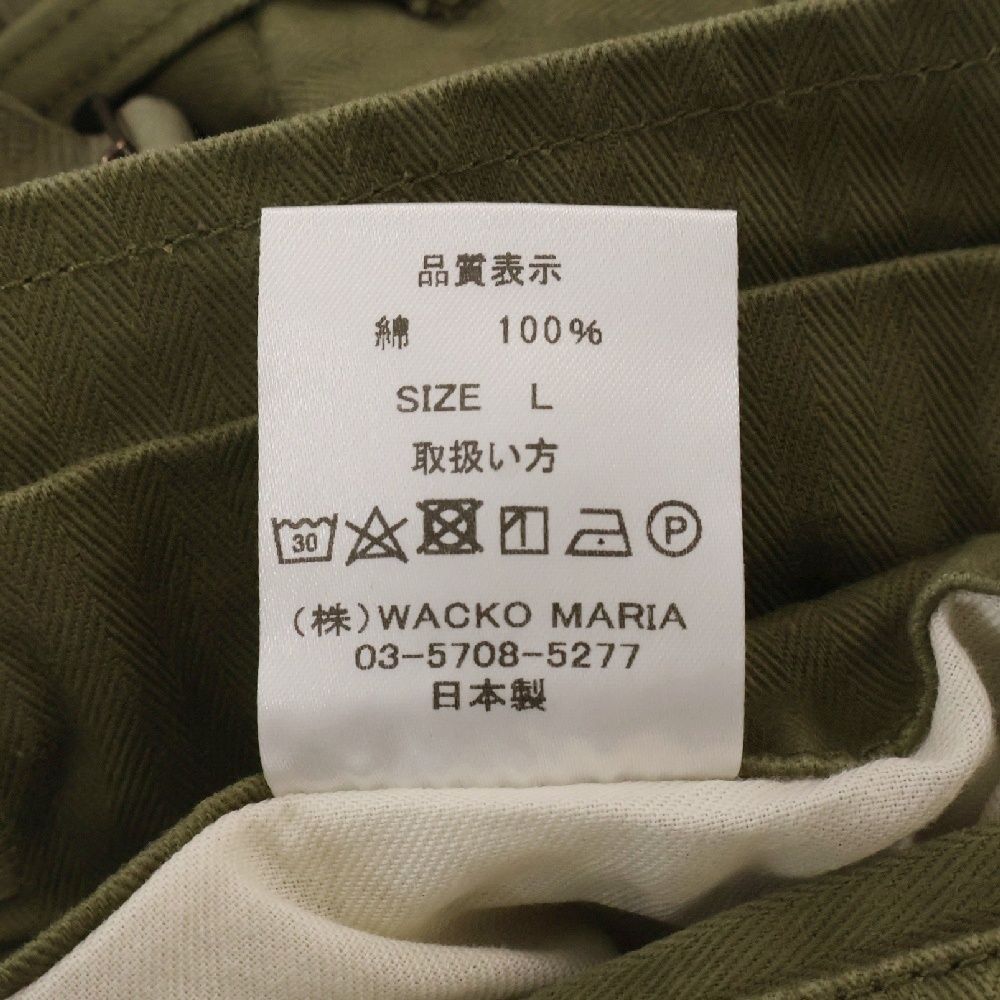 品質表示
綿 100%
SIZE L
取扱い方
30 P
(株)WACKO MARIA
03-5708-5277
日本製